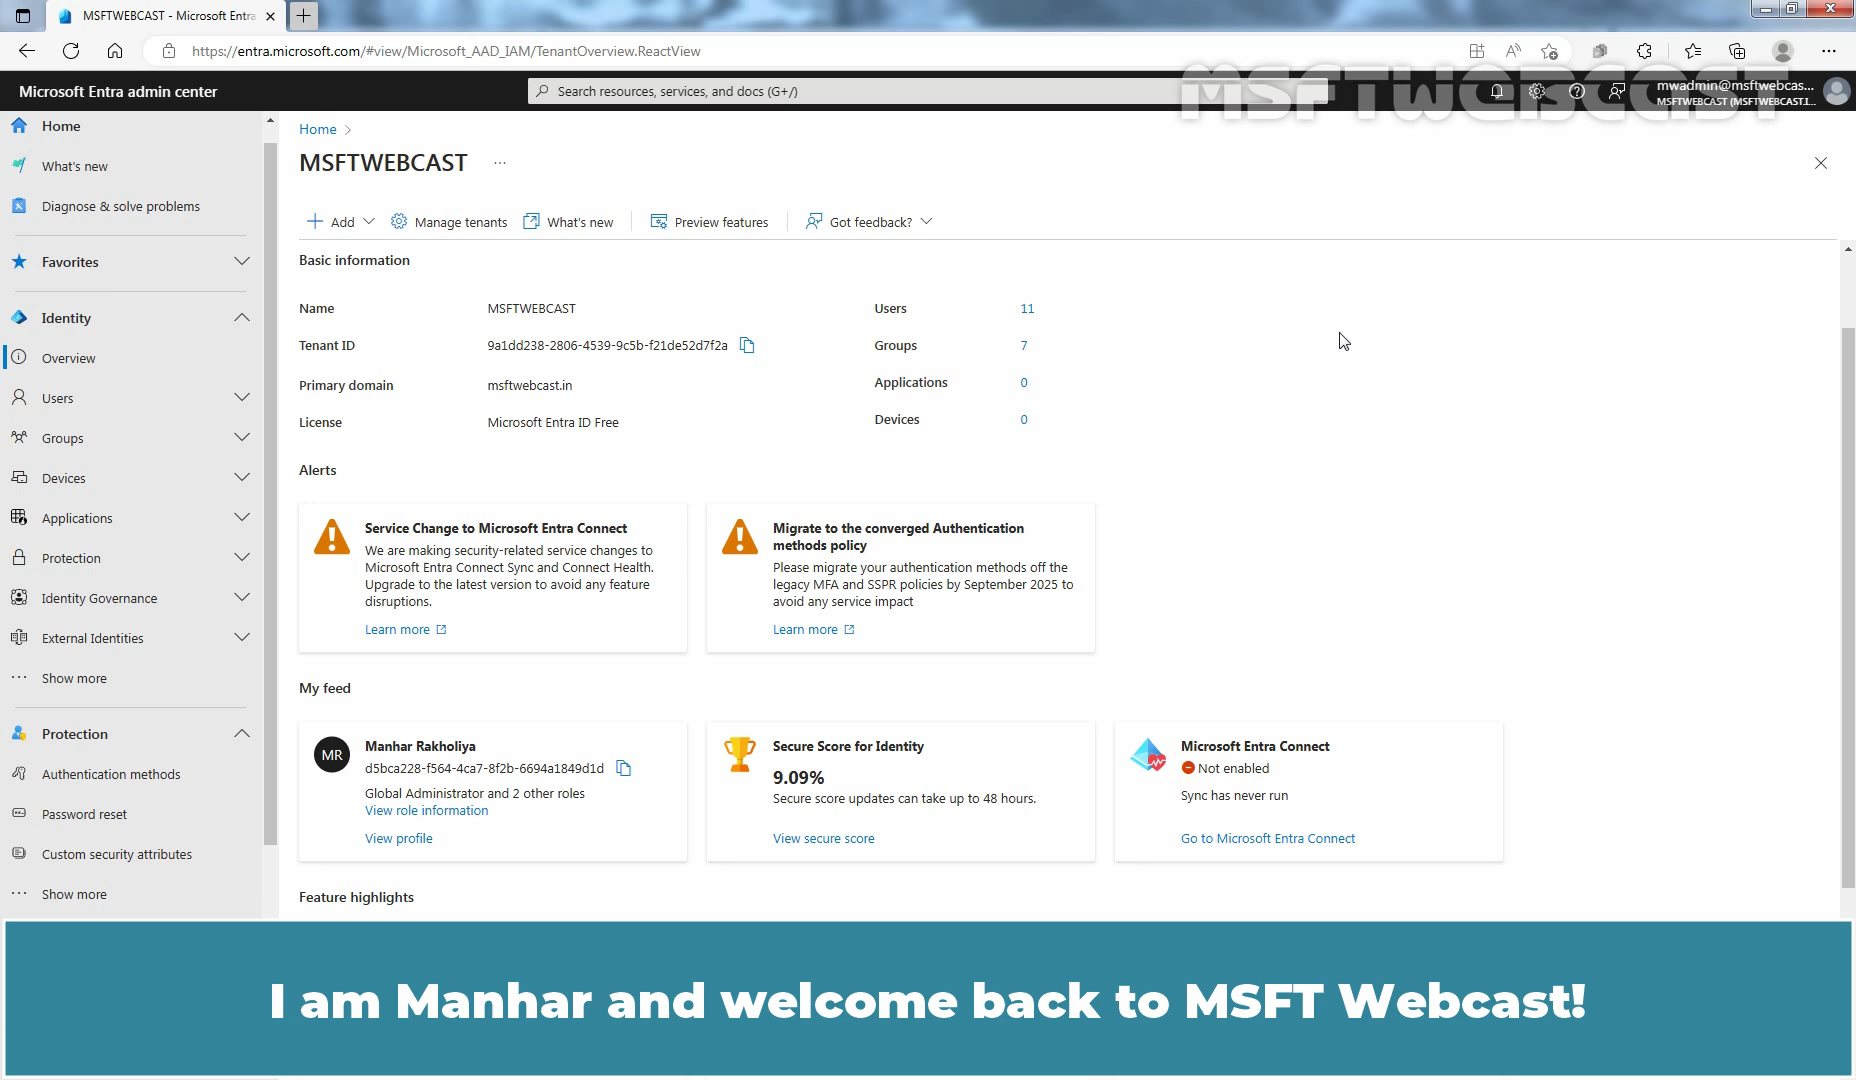 MSFTWEBCAST - Microsoft Entra
https://entra.microsoft.com/#view/Microsoft_AAD_IAM/TenantOverview.ReactView
MSFTWEBCAST
Microsoft Entra admin center
Search resources, services, and docs (G+/)
mwadmin@msftwebcas...
MSFTWEBCAST (MSFTWEBCAST.I...
Home
What's new
Diagnose & solve problems
Favorites
Identity
Overview
Users
Groups
Devices
Applications
Protection
Identity Governance
External Identities
Show more
Protection
Authentication methods
Password reset
Custom security attributes
Show more
Home
MSFTWEBCAST ...
Add
Manage tenants
What's new
Preview features
Got feedback?
Basic information
Name MSFTWEBCAST
Tenant ID 9a1dd238-2806-4539-9c5b-f21de52d7f2a
Primary domain msftwebcast.in
License Microsoft Entra ID Free
Users 11
Groups 7
Applications 0
Devices 0
Alerts
Service Change to Microsoft Entra Connect
We are making security-related service changes to
Microsoft Entra Connect Sync and Connect Health.
Upgrade to the latest version to avoid any feature
disruptions.
Learn more
Migrate to the converged Authentication
methods policy
Please migrate your authentication methods off the
legacy MFA and SSPR policies by September 2025 to
avoid any service impact
Learn more
My feed
MR
Manhar Rakholiya
d5bca228-f564-4ca7-8f2b-6694a1849d1d
Global Administrator and 2 other roles
View role information
View profile
Secure Score for Identity
9.09%
Secure score updates can take up to 48 hours.
View secure score
Microsoft Entra Connect
Not enabled
Sync has never run
Go to Microsoft Entra Connect
Feature highlights
I am Manhar and welcome back to MSFT Webcast!